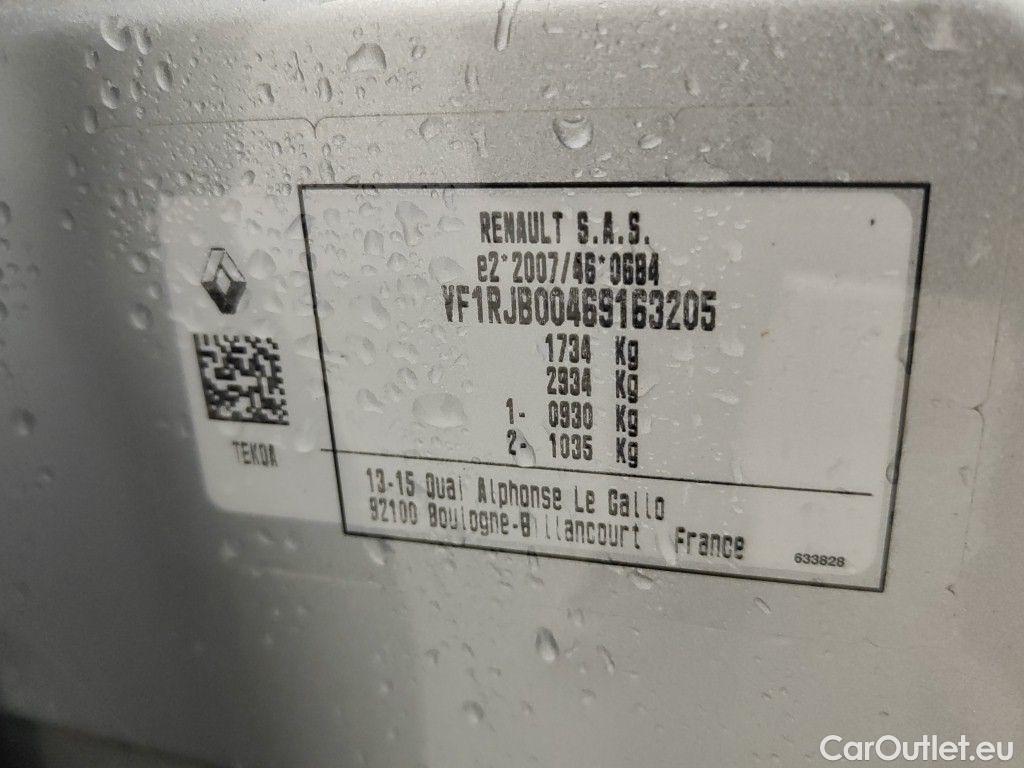 RENAULT S.A.S.
e2*2007/46*0684
VF1RJB00469163205
1734 Kg
2934 Kg
1- 0930 Kg
2- 1035 Kg
TEKQA
13-15 Quai Alphonse Le Gallo
92100 Boulogne-Billancourt France
633828
CarOutlet.eu